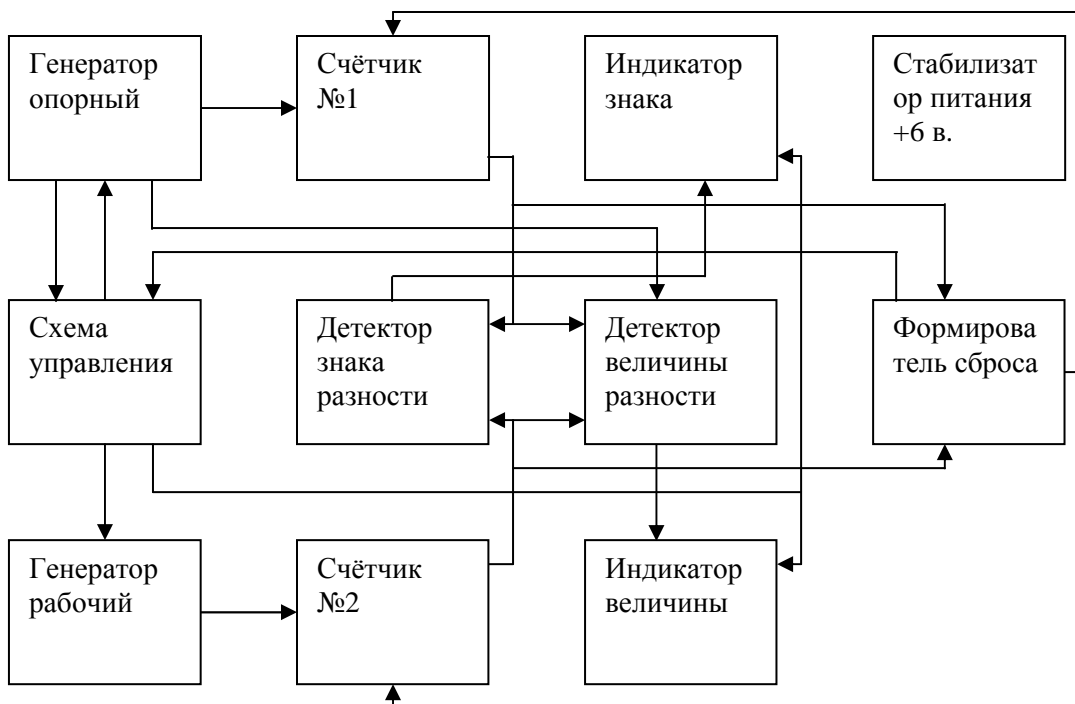 Генератор
опорный
Счётчик
№1
Индикатор
знака
Стабилизат
ор питания
+6 в.
Схема
управления
Детектор
знака
разности
Детектор
величины
разности
Формирова
тель сброса
Генератор
рабочий
Счётчик
№2
Индикатор
величины